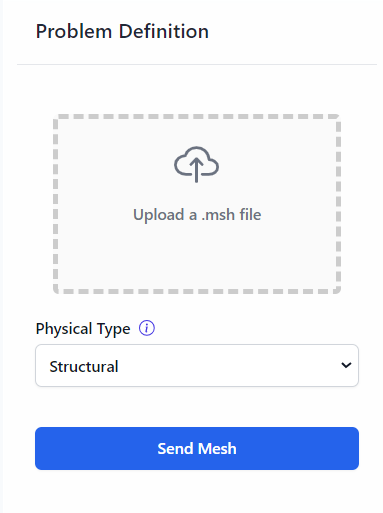 Problem Definition
Upload a .msh file
Physical Type
Structural
Send Mesh